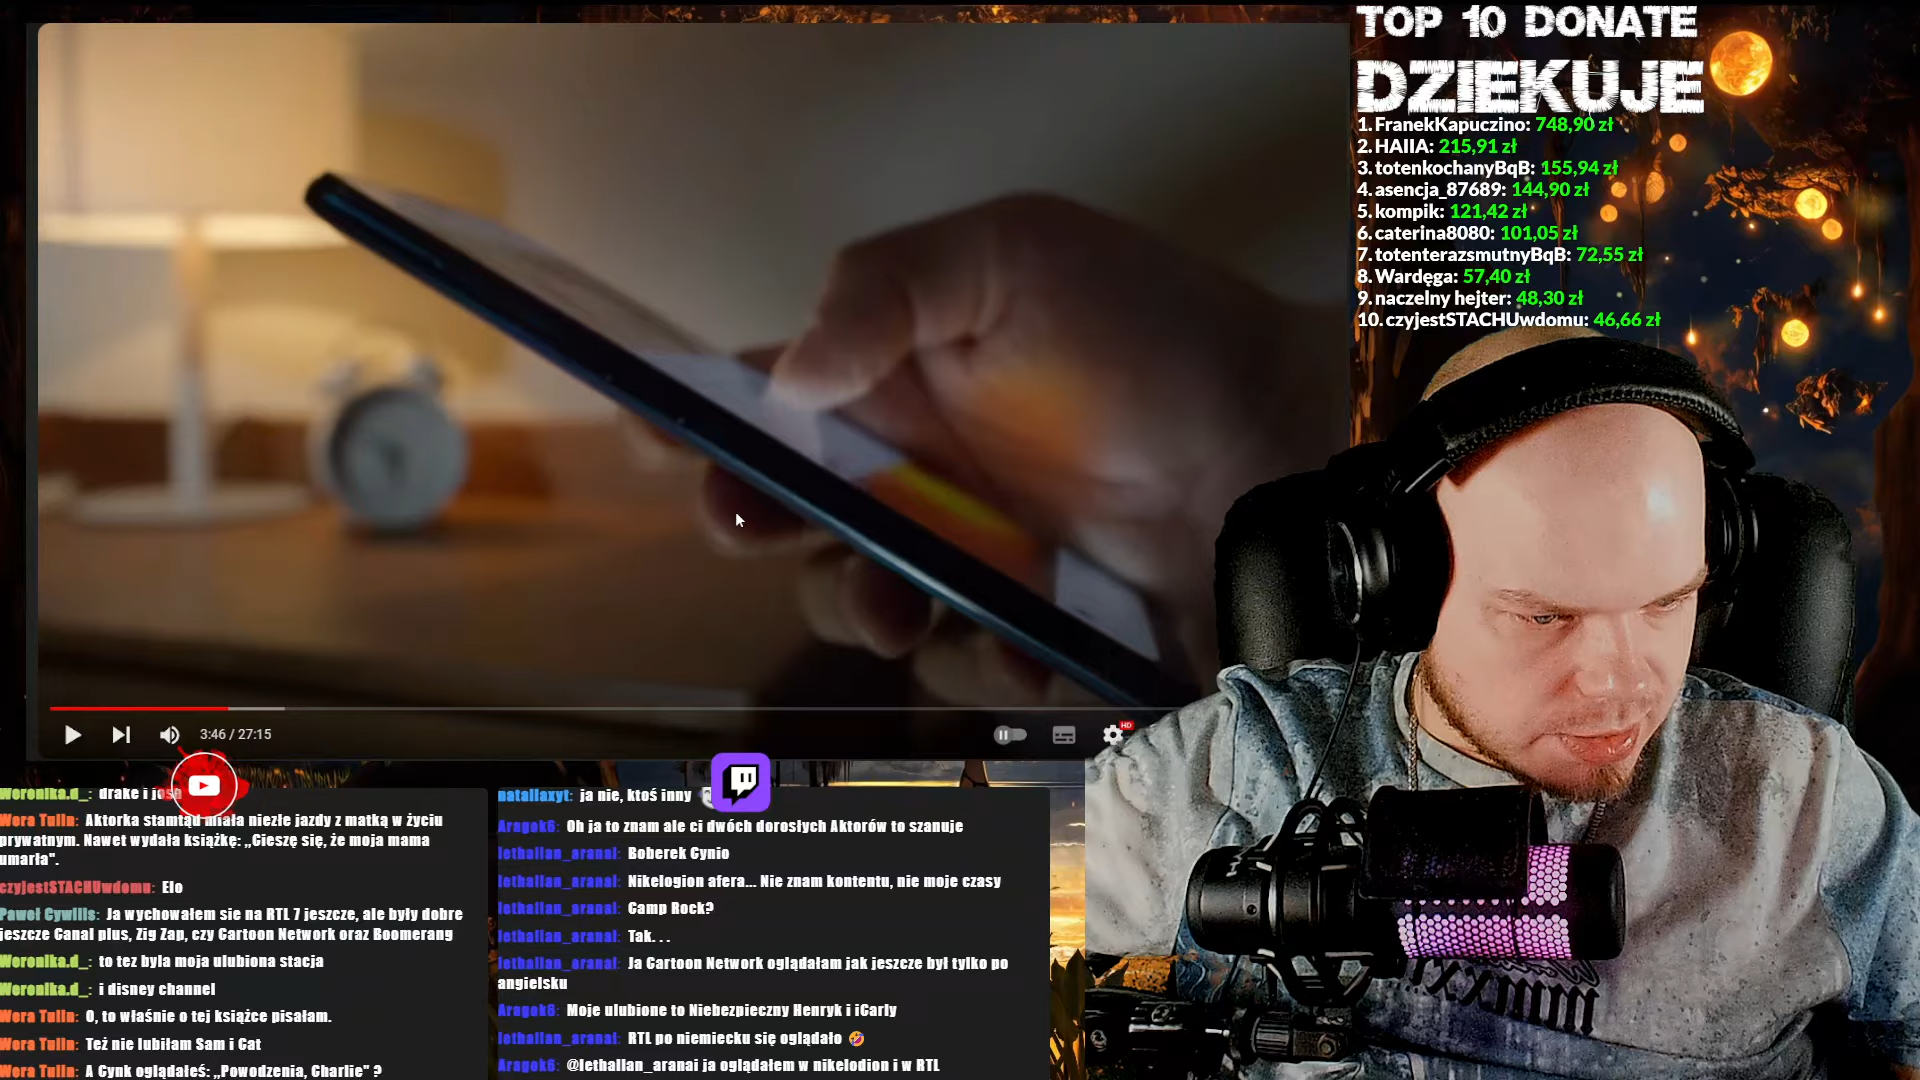 TOP 10 DONATE
DZIEKUJE
1. FranekKapuczino: 748,90 zł
2. HAIIA: 215,91 zł
3. totenkochanyBqB: 155,94 zł
4. asencja_87689: 144,90 zł
5. kompik: 121,42 zł
6. caterina8080: 101,05 zł
7. totenterazsmutnyBqB: 72,55 zł
8. Wardęga: 57,40 zł
9. naczelny hejter: 48,30 zł
10. czyjestSTACHUwdomu: 46,66 zł
3:46 / 27:15
HD
Weronika.d_: drake i josh
Wera Tulin: Aktorka stamtąd miała niezłe jazdy z matką w życiu
prywatnym. Nawet wydała książkę: „Cieszę się, że moja mama
umarła".
czyjestSTACHUwdomu: Elo
Paweł Cywills: Ja wychowałem sie na RTL 7 jeszcze, ale były dobre
jeszcze Canal plus, Zig Zap, czy Cartoon Network oraz Boomerang
Weronika.d_: to tez byla moja ulubiona stacja
Weronika.d_: i disney channel
Wera Tulin: O, to właśnie o tej książce pisałam.
Wera Tulin: Też nie lubiłam Sam i Cat
Wera Tulin: A Cynk oglądałeś: „Powodzenia, Charlie" ?
nataliaxyt: ja nie, ktoś inny
Aragok6: Oh ja to znam ale ci dwóch dorosłych Aktorów to szanuje
lethallan_aranai: Boberek Cynio
lethallan_aranai: Nikelogion afera... Nie znam kontentu, nie moje czasy
lethallan_aranai: Camp Rock?
lethallan_aranai: Tak. . .
lethallan_aranai: Ja Cartoon Network oglądałam jak jeszcze był tylko po
angielsku
Aragok6: Moje ulubione to Niebezpieczny Henryk i iCarly
lethallan_aranai: RTL po niemiecku się oglądało 🤣
Aragok6: @lethallan_aranai ja oglądałem w nikelodion i w RTL